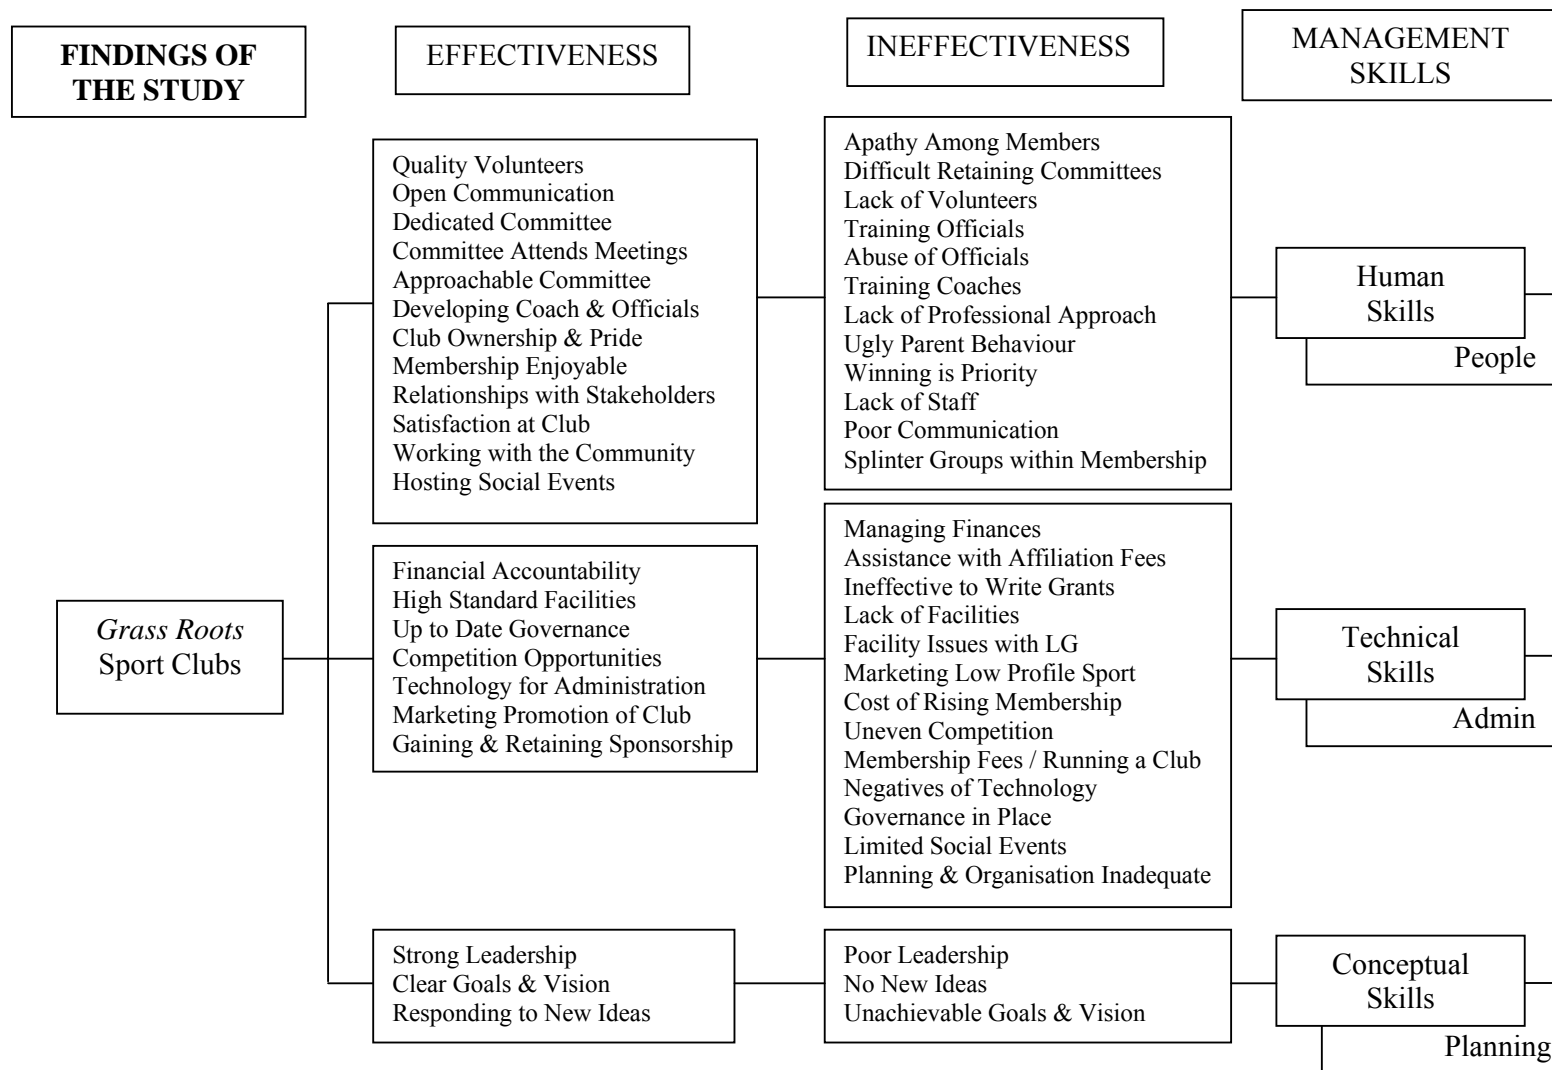 FINDINGS OF
THE STUDY
EFFECTIVENESS
INEFFECTIVENESS
MANAGEMENT
SKILLS
Quality Volunteers
Open Communication
Dedicated Committee
Committee Attends Meetings
Approachable Committee
Developing Coach & Officials
Club Ownership & Pride
Membership Enjoyable
Relationships with Stakeholders
Satisfaction at Club
Working with the Community
Hosting Social Events
Apathy Among Members
Difficult Retaining Committees
Lack of Volunteers
Training Officials
Abuse of Officials
Training Coaches
Lack of Professional Approach
Ugly Parent Behaviour
Winning is Priority
Lack of Staff
Poor Communication
Splinter Groups within Membership
Human
Skills
People
Grass Roots
Sport Clubs
Financial Accountability
High Standard Facilities
Up to Date Governance
Competition Opportunities
Technology for Administration
Marketing Promotion of Club
Gaining & Retaining Sponsorship
Managing Finances
Assistance with Affiliation Fees
Ineffective to Write Grants
Lack of Facilities
Facility Issues with LG
Marketing Low Profile Sport
Cost of Rising Membership
Uneven Competition
Membership Fees / Running a Club
Negatives of Technology
Governance in Place
Limited Social Events
Planning & Organisation Inadequate
Technical
Skills
Admin
Strong Leadership
Clear Goals & Vision
Responding to New Ideas
Poor Leadership
No New Ideas
Unachievable Goals & Vision
Conceptual
Skills
Planning